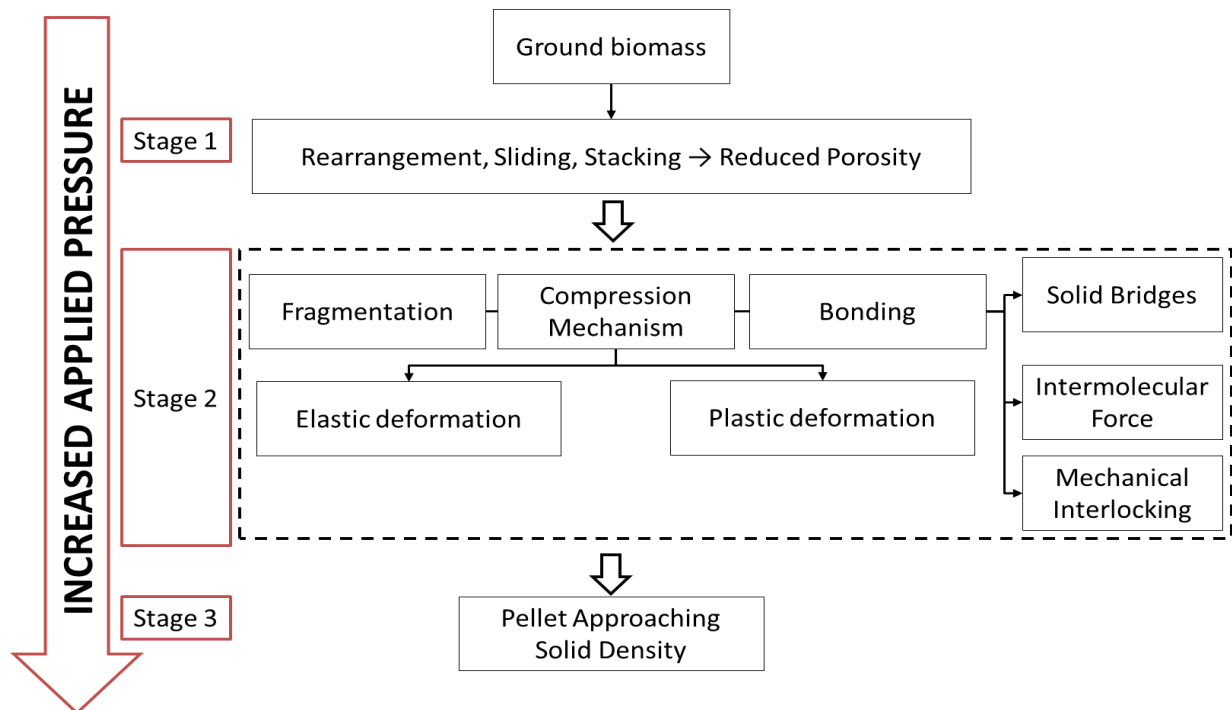 INCREASED APPLIED PRESSURE
Ground biomass
Stage 1
Rearrangement, Sliding, Stacking → Reduced Porosity
Stage 2
Fragmentation
Compression
Mechanism
Bonding
Solid Bridges
Elastic deformation
Plastic deformation
Intermolecular
Force
Mechanical
Interlocking
Stage 3
Pellet Approaching
Solid Density